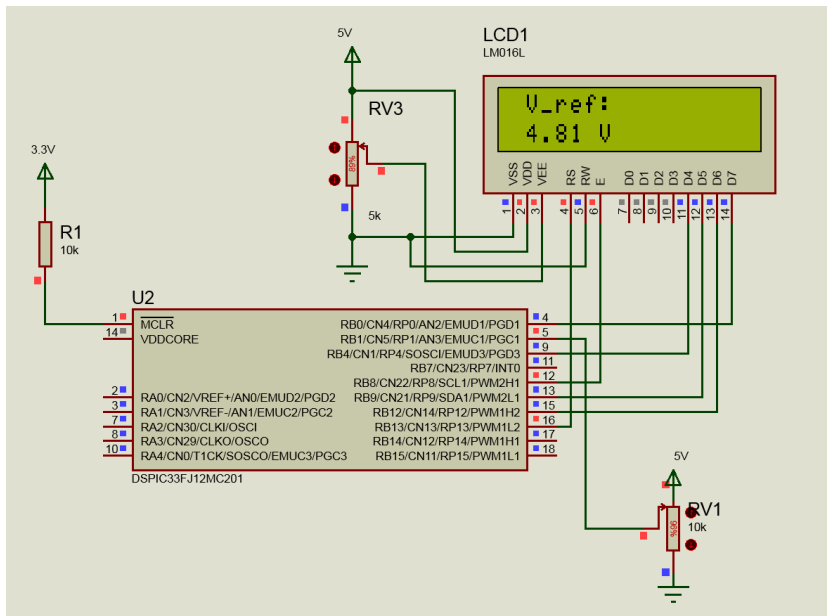 5V
LCD1
LM016L
V_ref:
4.81 V
RV3
89%
5k
VSS VDD VEE RS RW E D0 D1 D2 D3 D4 D5 D6 D7
1 2 3 4 5 6 7 8 9 10 11 12 13 14
3.3V
R1
10k
U2
1 MCLR RB0/CN4/RP0/AN2/EMUD1/PGD1 4
14 VDDCORE RB1/CN5/RP1/AN3/EMUC1/PGC1 5
RB4/CN1/RP4/SOSCI/EMUD3/PGD3 9
RB7/CN23/RP7/INT0 11
RB8/CN22/RP8/SCL1/PWM2H1 12
2 RA0/CN2/VREF+/AN0/EMUD2/PGD2 RB9/CN21/RP9/SDA1/PWM2L1 13
3 RA1/CN3/VREF-/AN1/EMUC2/PGC2 RB12/CN14/RP12/PWM1H2 15
7 RA2/CN30/CLKI/OSCI RB13/CN13/RP13/PWM1L2 16
8 RA3/CN29/CLKO/OSCO RB14/CN12/RP14/PWM1H1 17
10 RA4/CN0/T1CK/SOSCO/EMUC3/PGC3 RB15/CN11/RP15/PWM1L1 18
DSPIC33FJ12MC201
5V
RV1
10k
96%